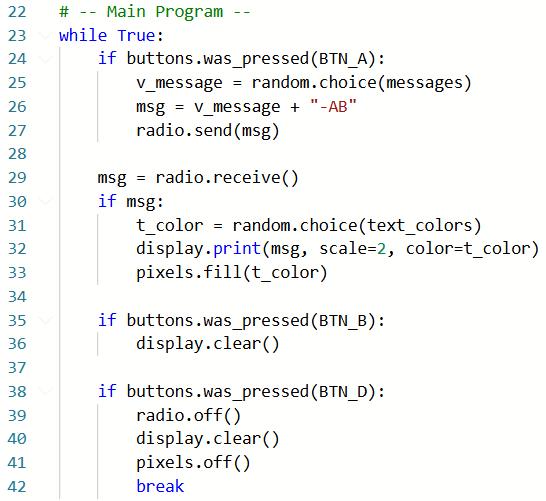 22 # -- Main Program --
23 while True:
24     if buttons.was_pressed(BTN_A):
25         v_message = random.choice(messages)
26         msg = v_message + "-AB"
27         radio.send(msg)
28
29     msg = radio.receive()
30     if msg:
31         t_color = random.choice(text_colors)
32         display.print(msg, scale=2, color=t_color)
33         pixels.fill(t_color)
34
35     if buttons.was_pressed(BTN_B):
36         display.clear()
37
38     if buttons.was_pressed(BTN_D):
39         radio.off()
40         display.clear()
41         pixels.off()
42         break